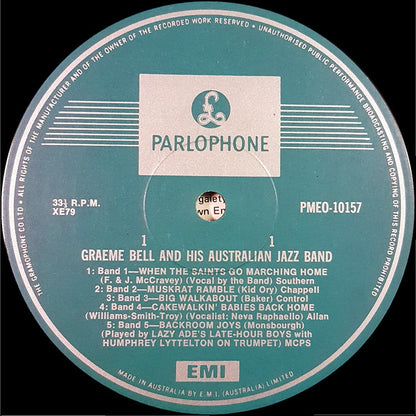 • ALL RIGHTS OF THE MANUFACTURER AND OF THE OWNER OF THE RECORDED WORK RESERVED • UNAUTHORISED PUBLIC PERFORMANCE BROADCASTING AND COPYING OF THIS RECORD PROHIBITED
THE GRAMOPHONE CO LTD
£
PARLOPHONE
33⅓ R.P.M.
XE79
gaiety
wn En
PMEO-10157
1 1
GRAEME BELL AND HIS AUSTRALIAN JAZZ BAND
1: Band 1—WHEN THE SAINTS GO MARCHING HOME
(F. & J. McCravey) (Vocal by the Band) Southern
2: Band 2—MUSKRAT RAMBLE (Kid Ory) Chappell
3: Band 3—BIG WALKABOUT (Baker) Control
4: Band 4—CAKEWALKIN' BABIES BACK HOME
(Williams-Smith-Troy) (Vocalist: Neva Raphaello) Allan
5: Band 5—BACKROOM JOYS (Monsbourgh)
(Played by LAZY ADE'S LATE-HOUR BOYS with
HUMPHREY LYTTELTON ON TRUMPET) MCPS
EMI
MADE IN AUSTRALIA BY E.M.I. (AUSTRALIA) LIMITED